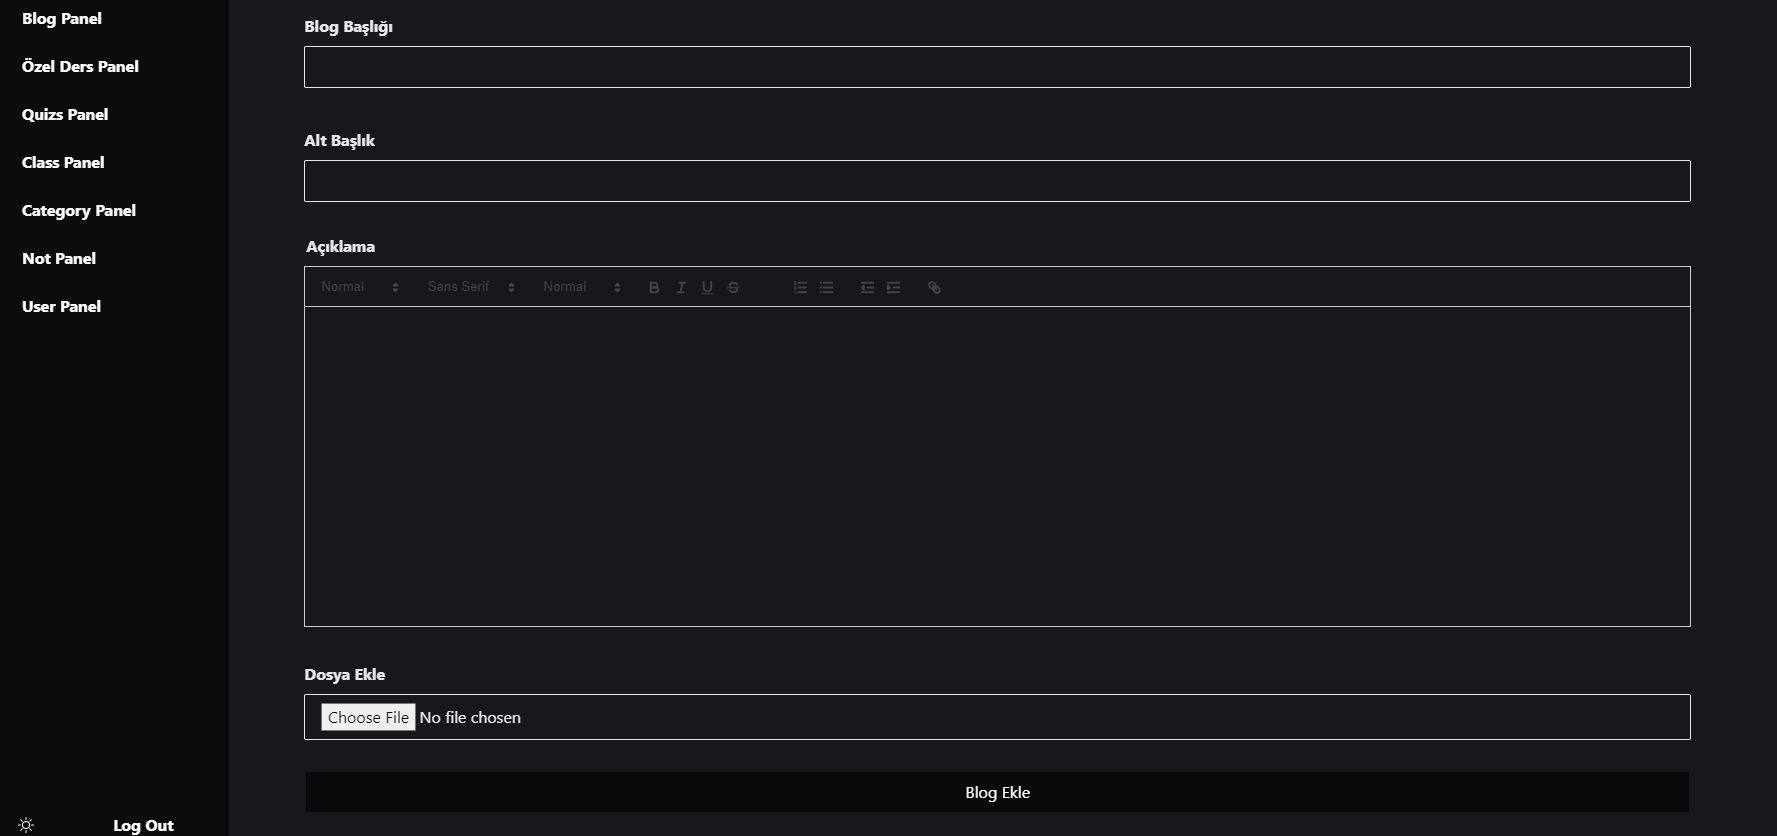 Blog Panel
Özel Ders Panel
Quizs Panel
Class Panel
Category Panel
Not Panel
User Panel
Log Out
Blog Başlığı
Alt Başlık
Açıklama
Normal Sans Serif Normal B I U S
Dosya Ekle
Choose File No file chosen
Blog Ekle